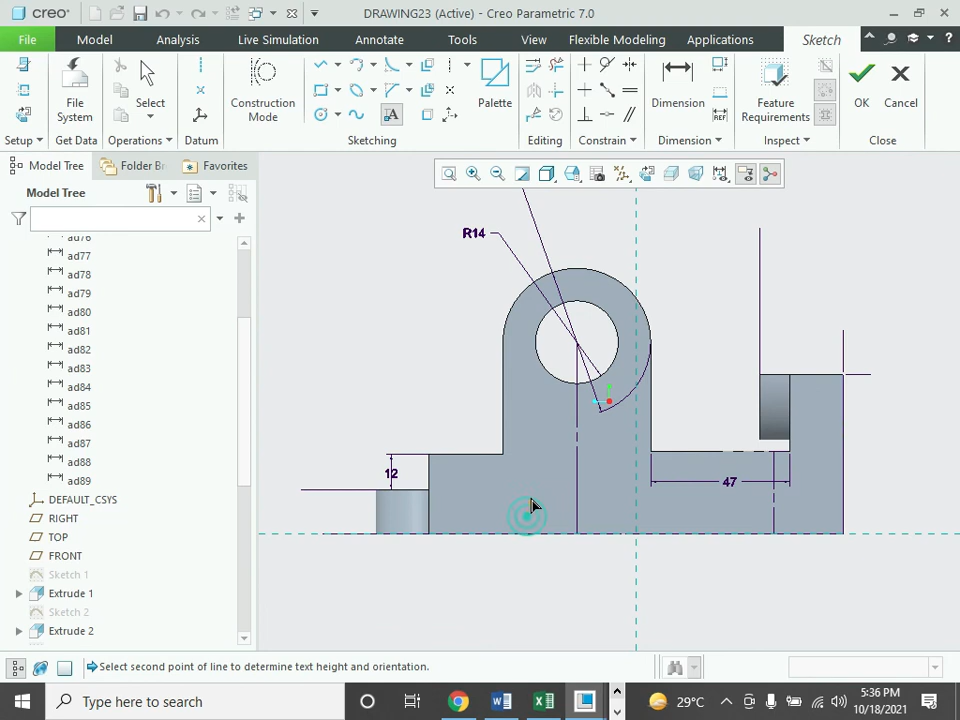 creo DRAWING23 (Active) - Creo Parametric 7.0
File Model Analysis Live Simulation Annotate Tools View Flexible Modeling Applications Sketch
File System
Select
Construction Mode
Palette
Dimension
Feature Requirements
OK
Cancel
Setup Get Data Operations Datum Sketching Editing Constrain Dimension Inspect Close
Model Tree Folder Br Favorites
Model Tree
ad76
ad77
ad78
ad79
ad80
ad81
ad82
ad83
ad84
ad85
ad86
ad87
ad88
ad89
DEFAULT_CSYS
RIGHT
TOP
FRONT
Sketch 1
Extrude 1
Sketch 2
Extrude 2
R14
12
47
REF
A
Select second point of line to determine text height and orientation.
Type here to search
29°C
5:36 PM
10/18/2021